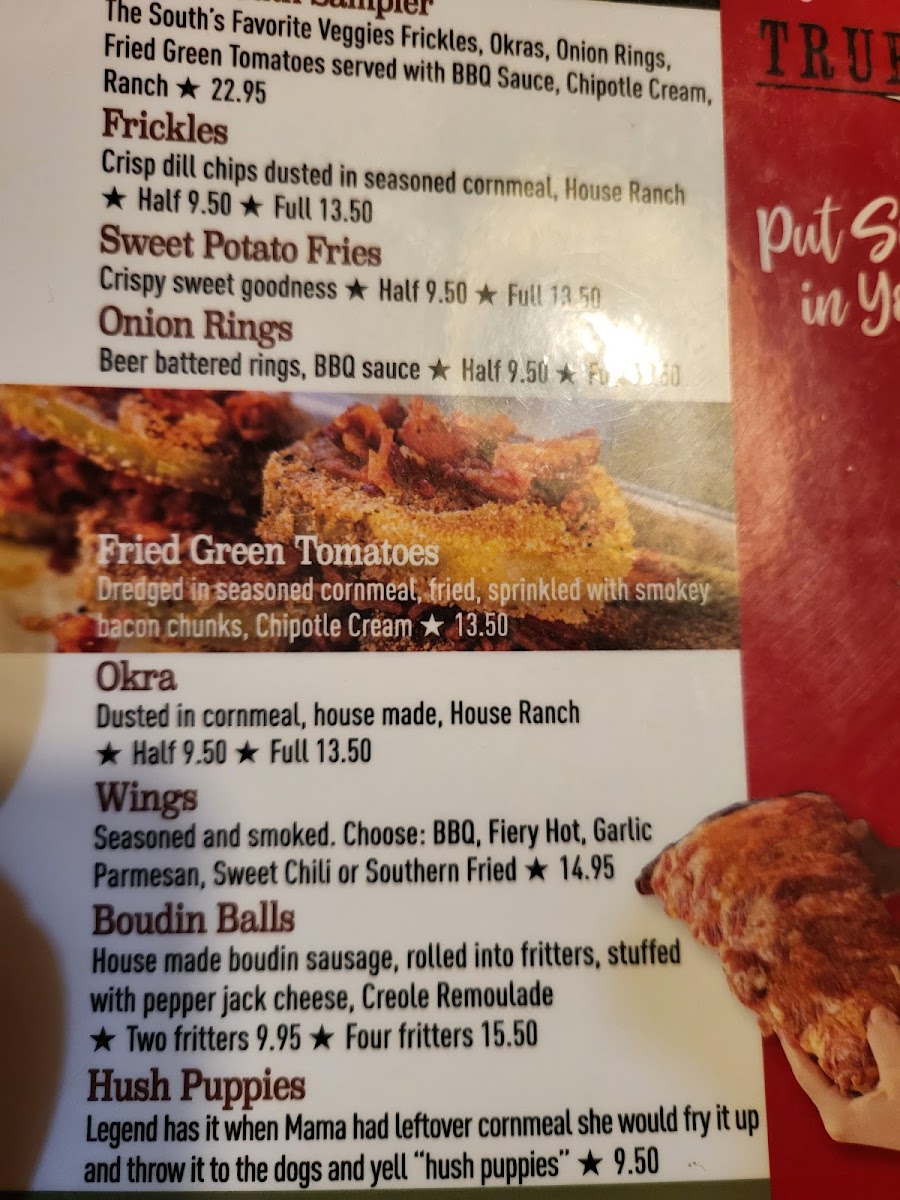 Sampler
The South's Favorite Veggies Frickles, Okras, Onion Rings,
Fried Green Tomatoes served with BBQ Sauce, Chipotle Cream,
Ranch ★ 22.95
Frickles
Crisp dill chips dusted in seasoned cornmeal, House Ranch
★ Half 9.50 ★ Full 13.50
Sweet Potato Fries
Crispy sweet goodness ★ Half 9.50 ★ Full 13.50
Onion Rings
Beer battered rings, BBQ sauce ★ Half 9.50 ★
Fried Green Tomatoes
Dredged in seasoned cornmeal, fried, sprinkled with smokey
bacon chunks, Chipotle Cream ★ 13.50
Okra
Dusted in cornmeal, house made, House Ranch
★ Half 9.50 ★ Full 13.50
Wings
Seasoned and smoked. Choose: BBQ, Fiery Hot, Garlic
Parmesan, Sweet Chili or Southern Fried ★ 14.95
Boudin Balls
House made boudin sausage, rolled into fritters, stuffed
with pepper jack cheese, Creole Remoulade
★ Two fritters 9.95 ★ Four fritters 15.50
Hush Puppies
Legend has it when Mama had leftover cornmeal she would fry it up
and throw it to the dogs and yell "hush puppies" ★ 9.50
TRU
Put
in